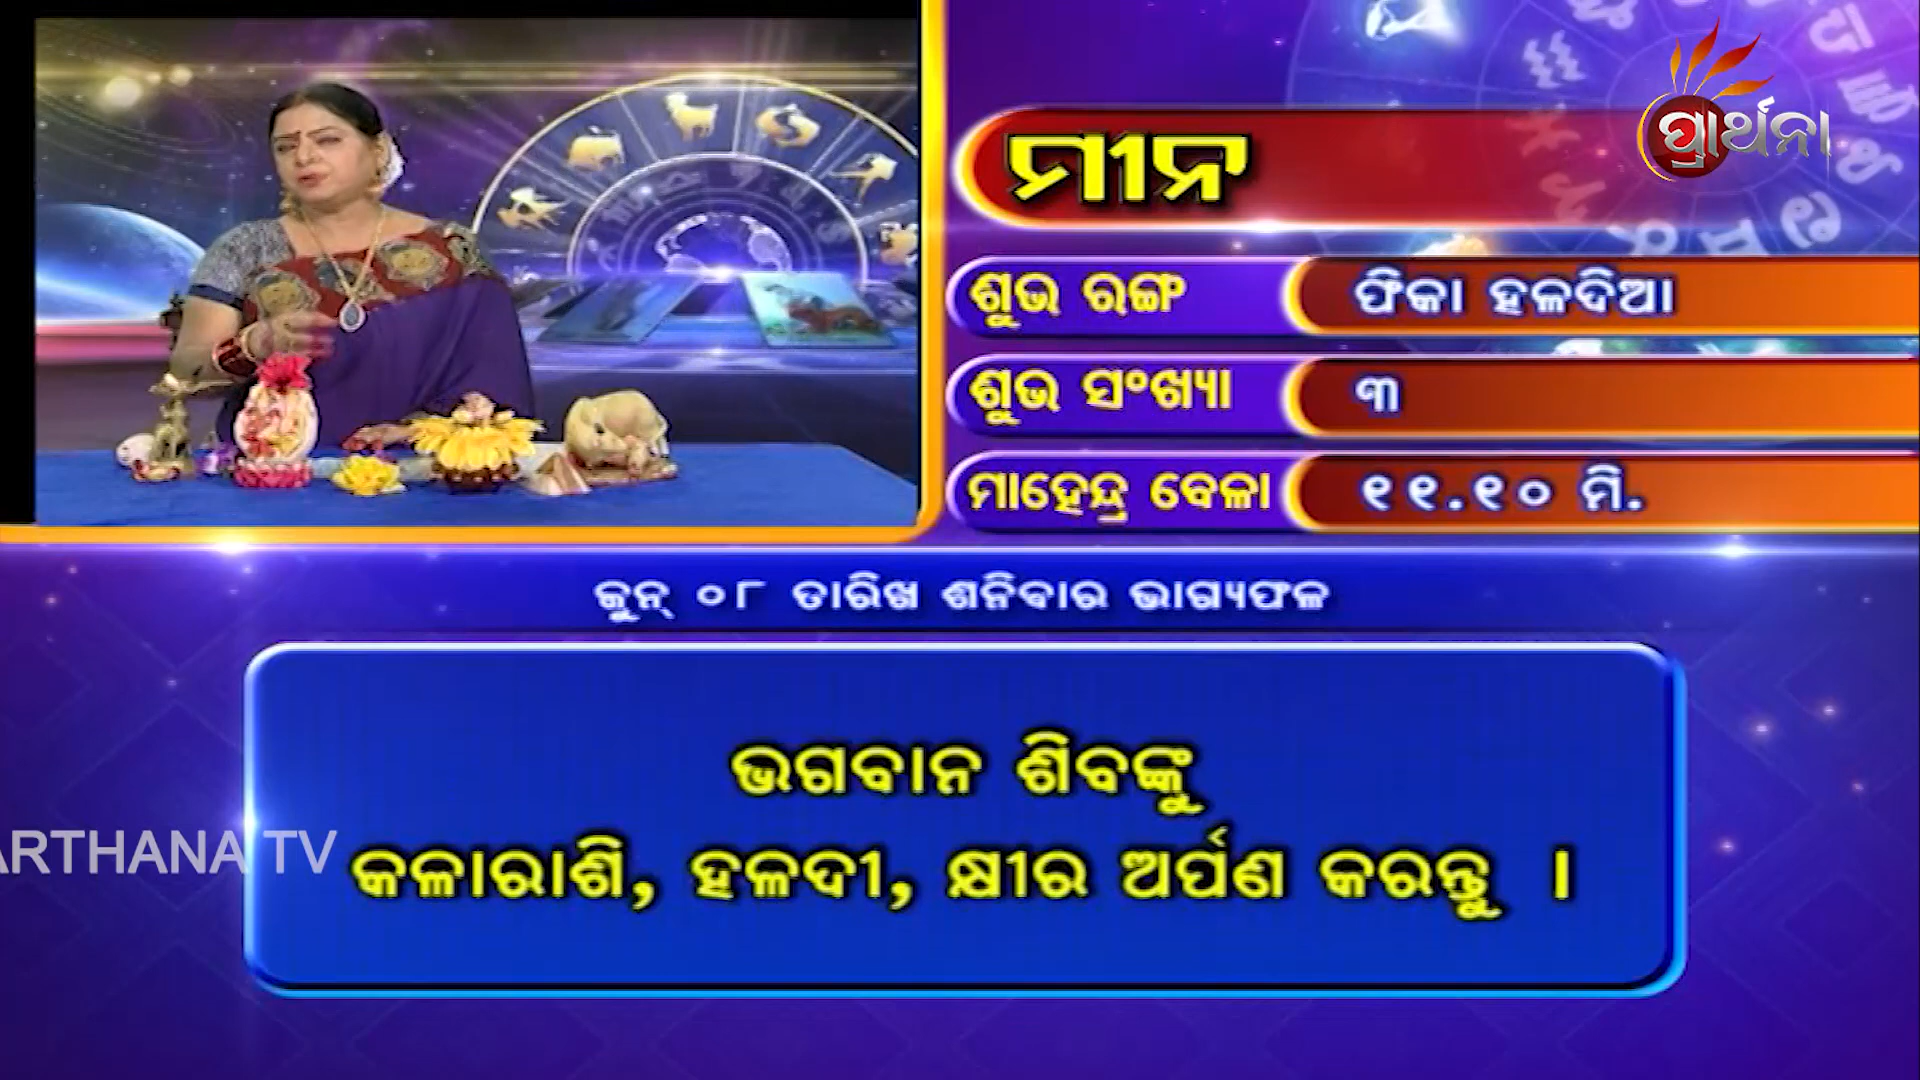 ମୀନ
ପ୍ରାର୍ଥନା
ଶୁଭ ରଙ୍ଗ ଫିକା ହଳଦିଆ
ଶୁଭ ସଂଖ୍ୟା ୩
ମାହେନ୍ଦ୍ର ବେଳା ୧୧.୧୦ ମି.
ଜୁନ୍ ୦୮ ତାରିଖ ଶନିବାର ଭାଗ୍ୟଫଳ
ଭଗବାନ ଶିବଙ୍କୁ
କଳାରାଶି, ହଳଦୀ, କ୍ଷୀର ଅର୍ପଣ କରନ୍ତୁ ।
ARTHANA TV